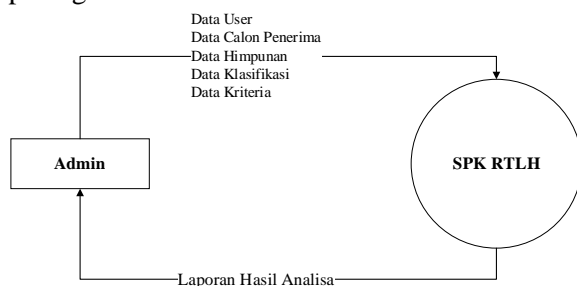 Data User
Data Calon Penerima
Data Himpunan
Data Klasifikasi
Data Kriteria
Admin
SPK RTLH
Laporan Hasil Analisa